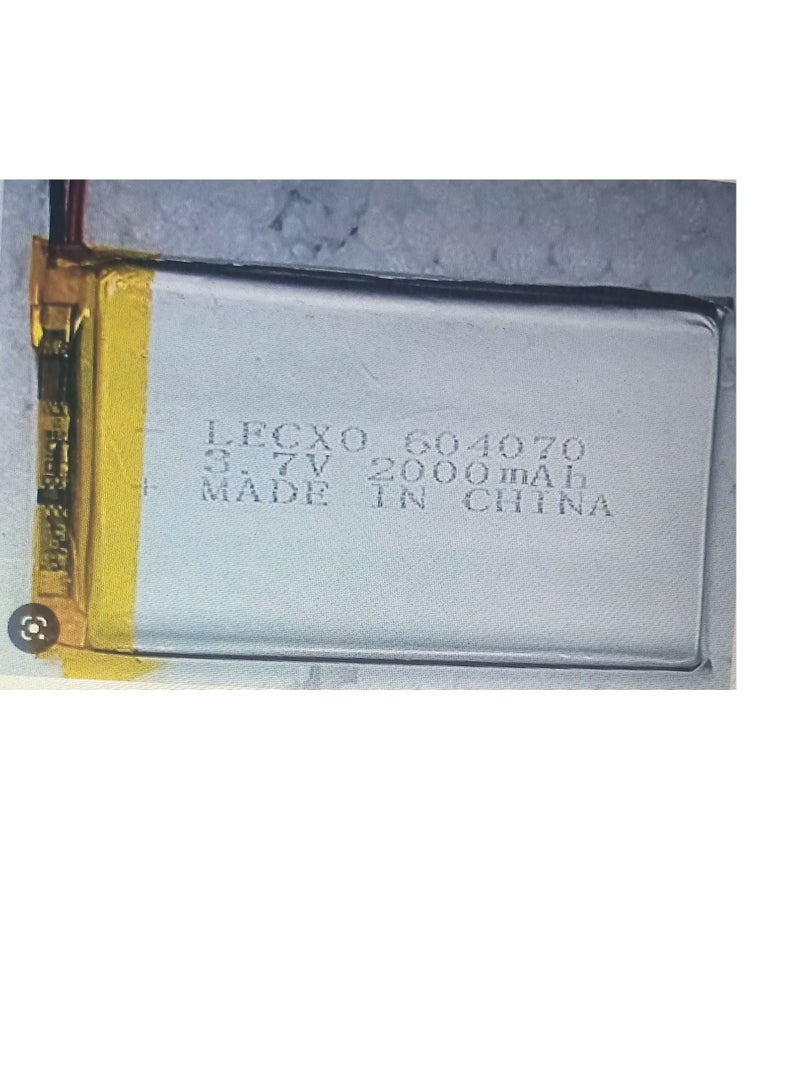 LECXO 604070
3.7V 2000mAh
MADE IN CHINA
-
+